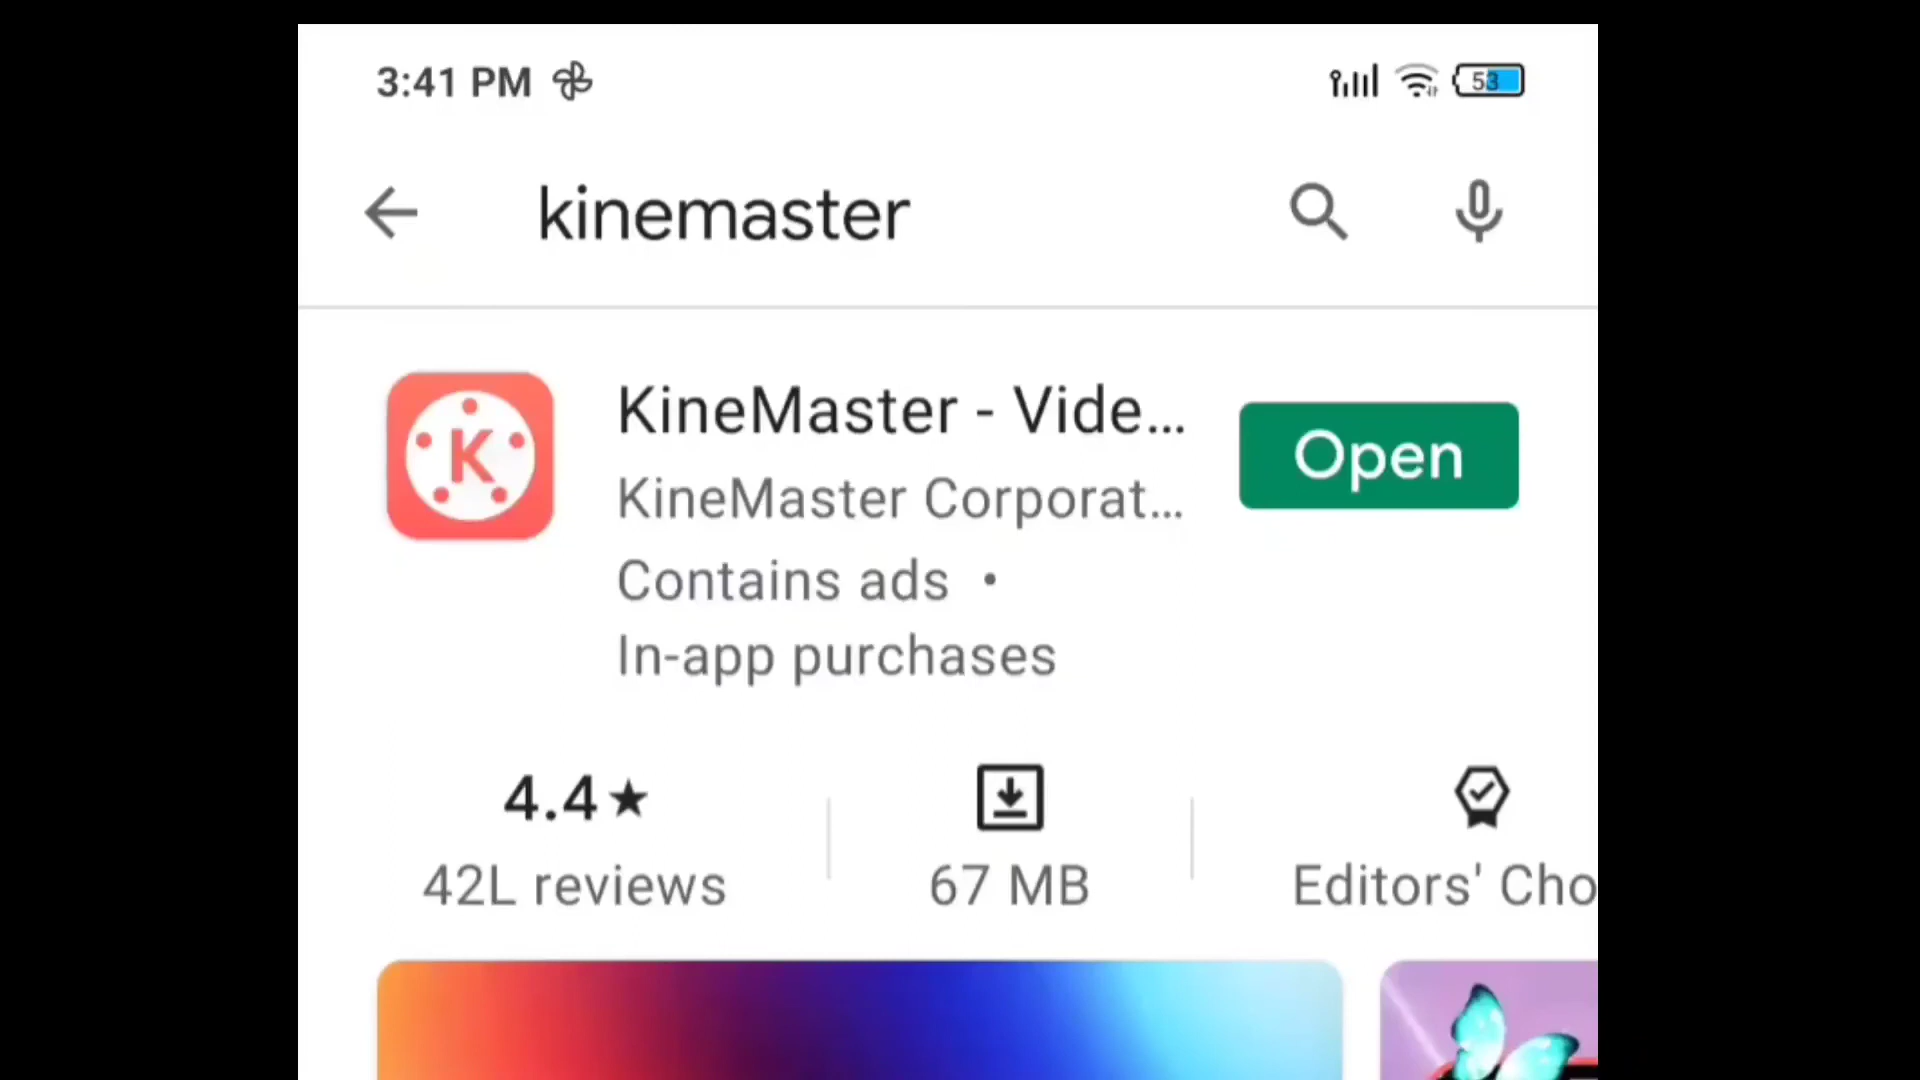 3:41 PM
53
kinemaster
K
KineMaster - Vide...
KineMaster Corporat...
Open
Contains ads •
In-app purchases
4.4★
42L reviews
67 MB
Editors' Cho